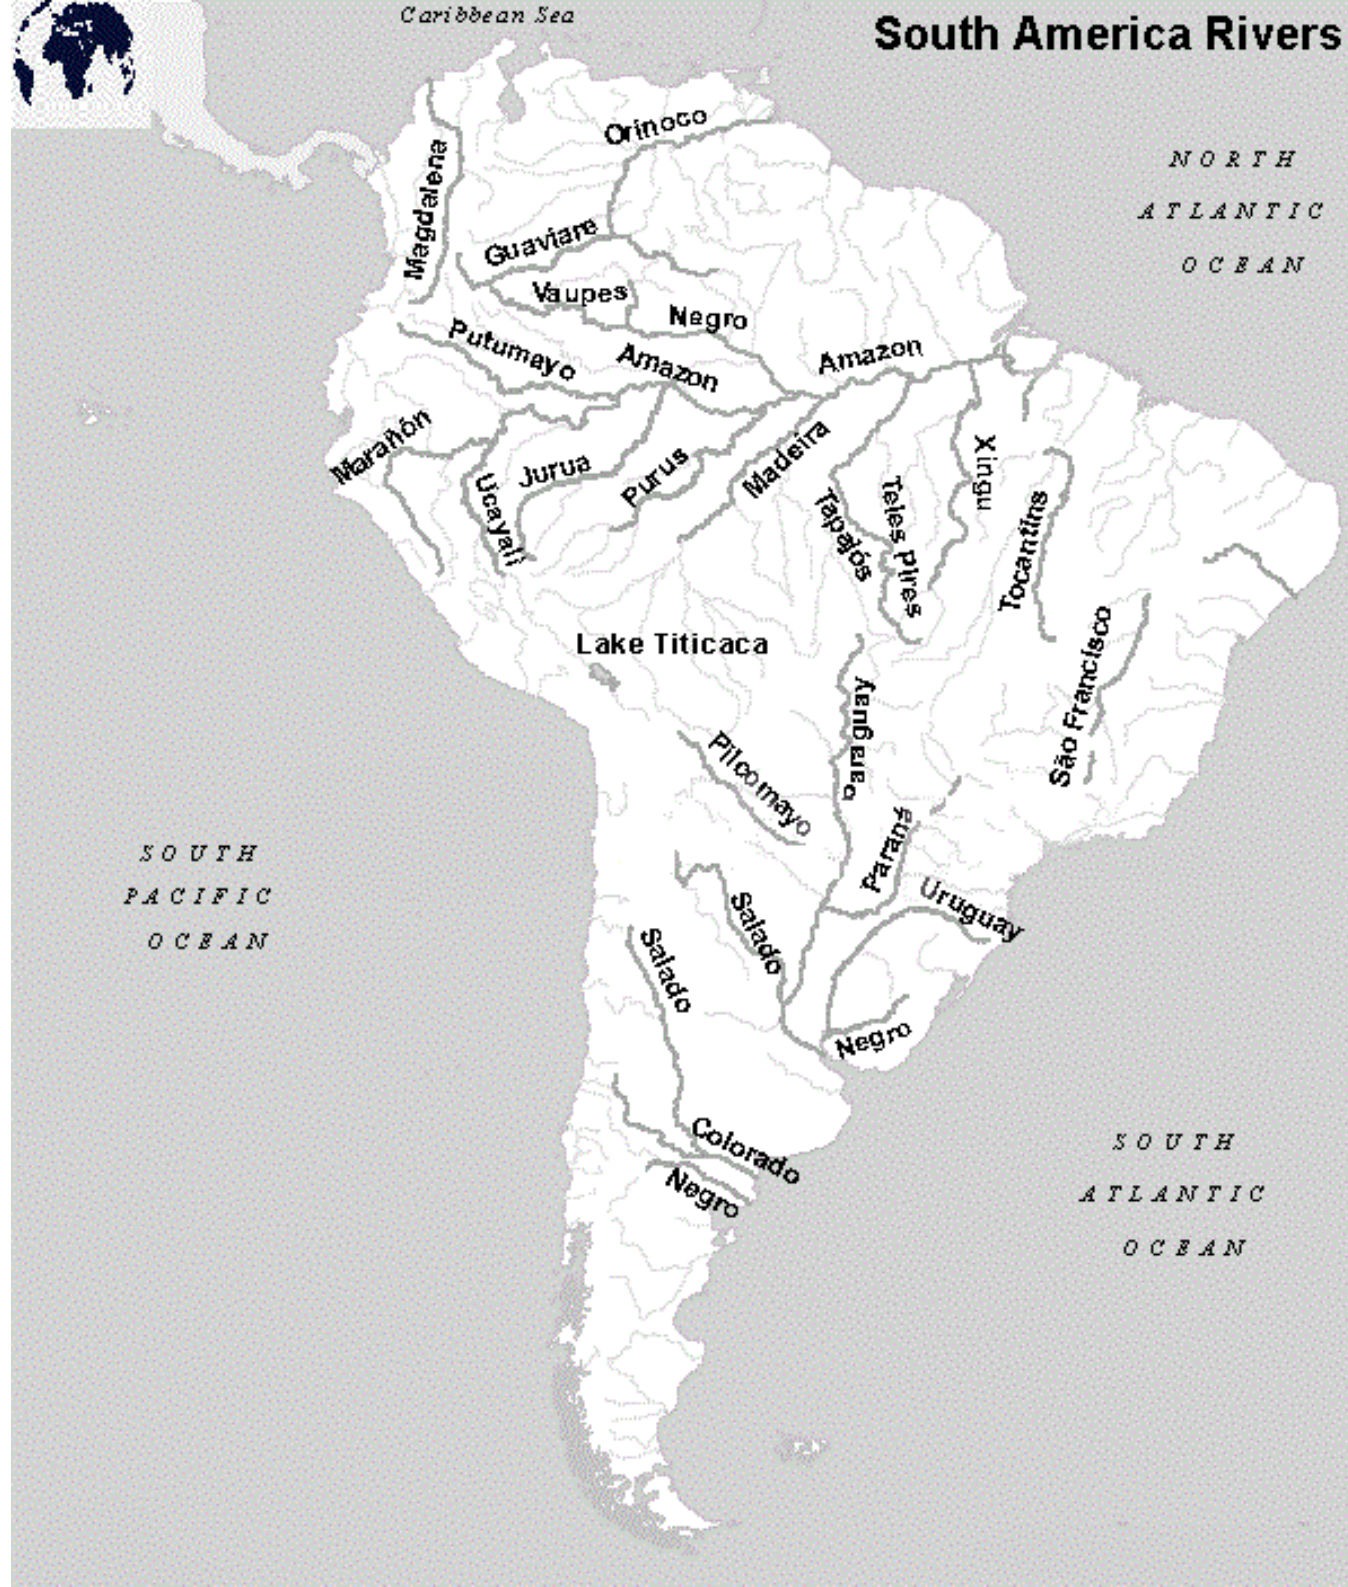 Caribbean Sea
South America Rivers
Orinoco
NORTH
ATLANTIC
OCEAN
Magdalena
Guaviare
Vaupes
Negro
Putumayo
Amazon
Amazon
Marañón
Ucayali
Jurua
Purus
Madeira
Tapajós
Teles Pires
Xingu
Tocantins
São Francisco
Lake Titicaca
Paraguay
Pilcomayo
Paraná
Uruguay
SOUTH
PACIFIC
OCEAN
Salado
Salado
Negro
Colorado
Negro
SOUTH
ATLANTIC
OCEAN